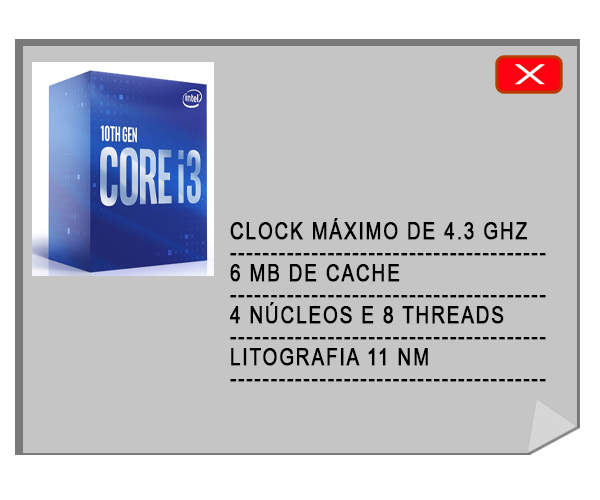 intel
10TH GEN
CORE i3
CLOCK MÁXIMO DE 4.3 GHZ
6 MB DE CACHE
4 NÚCLEOS E 8 THREADS
LITOGRAFIA 11 NM